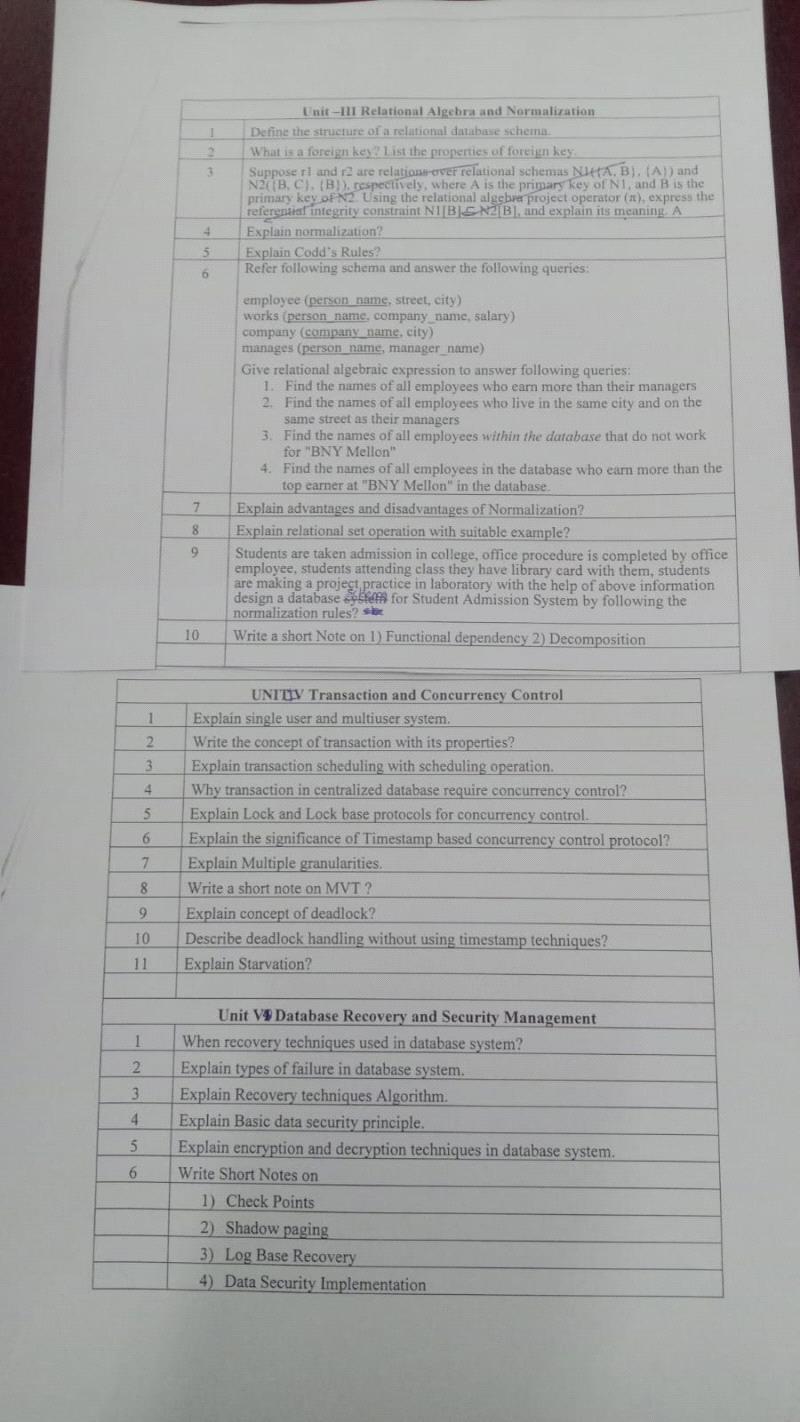 Unit –III Relational Algebra and Normalization
1 Define the structure of a relational database schema.
2 What is a foreign key? List the properties of foreign key.
3 Suppose r1 and r2 are relations over relational schemas N1({A, B}, {A}) and
N2({B, C}, {B}), respectively, where A is the primary key of N1, and B is the
primary key of N2. Using the relational algebra project operator (π), express the
referential integrity constraint N1[B]⊆N2[B], and explain its meaning. A
4 Explain normalization?
5 Explain Codd's Rules?
6 Refer following schema and answer the following queries:
employee (person_name, street, city)
works (person_name, company_name, salary)
company (company_name, city)
manages (person_name, manager_name)
Give relational algebraic expression to answer following queries:
1. Find the names of all employees who earn more than their managers
2. Find the names of all employees who live in the same city and on the
same street as their managers
3. Find the names of all employees within the database that do not work
for "BNY Mellon"
4. Find the names of all employees in the database who earn more than the
top earner at "BNY Mellon" in the database.
7 Explain advantages and disadvantages of Normalization?
8 Explain relational set operation with suitable example?
9 Students are taken admission in college, office procedure is completed by office
employee, students attending class they have library card with them, students
are making a project practice in laboratory with the help of above information
design a database system for Student Admission System by following the
normalization rules?
10 Write a short Note on 1) Functional dependency 2) Decomposition
UNIT IV Transaction and Concurrency Control
1 Explain single user and multiuser system.
2 Write the concept of transaction with its properties?
3 Explain transaction scheduling with scheduling operation.
4 Why transaction in centralized database require concurrency control?
5 Explain Lock and Lock base protocols for concurrency control.
6 Explain the significance of Timestamp based concurrency control protocol?
7 Explain Multiple granularities.
8 Write a short note on MVT ?
9 Explain concept of deadlock?
10 Describe deadlock handling without using timestamp techniques?
11 Explain Starvation?
Unit V Database Recovery and Security Management
1 When recovery techniques used in database system?
2 Explain types of failure in database system.
3 Explain Recovery techniques Algorithm.
4 Explain Basic data security principle.
5 Explain encryption and decryption techniques in database system.
6 Write Short Notes on
1) Check Points
2) Shadow paging
3) Log Base Recovery
4) Data Security Implementation